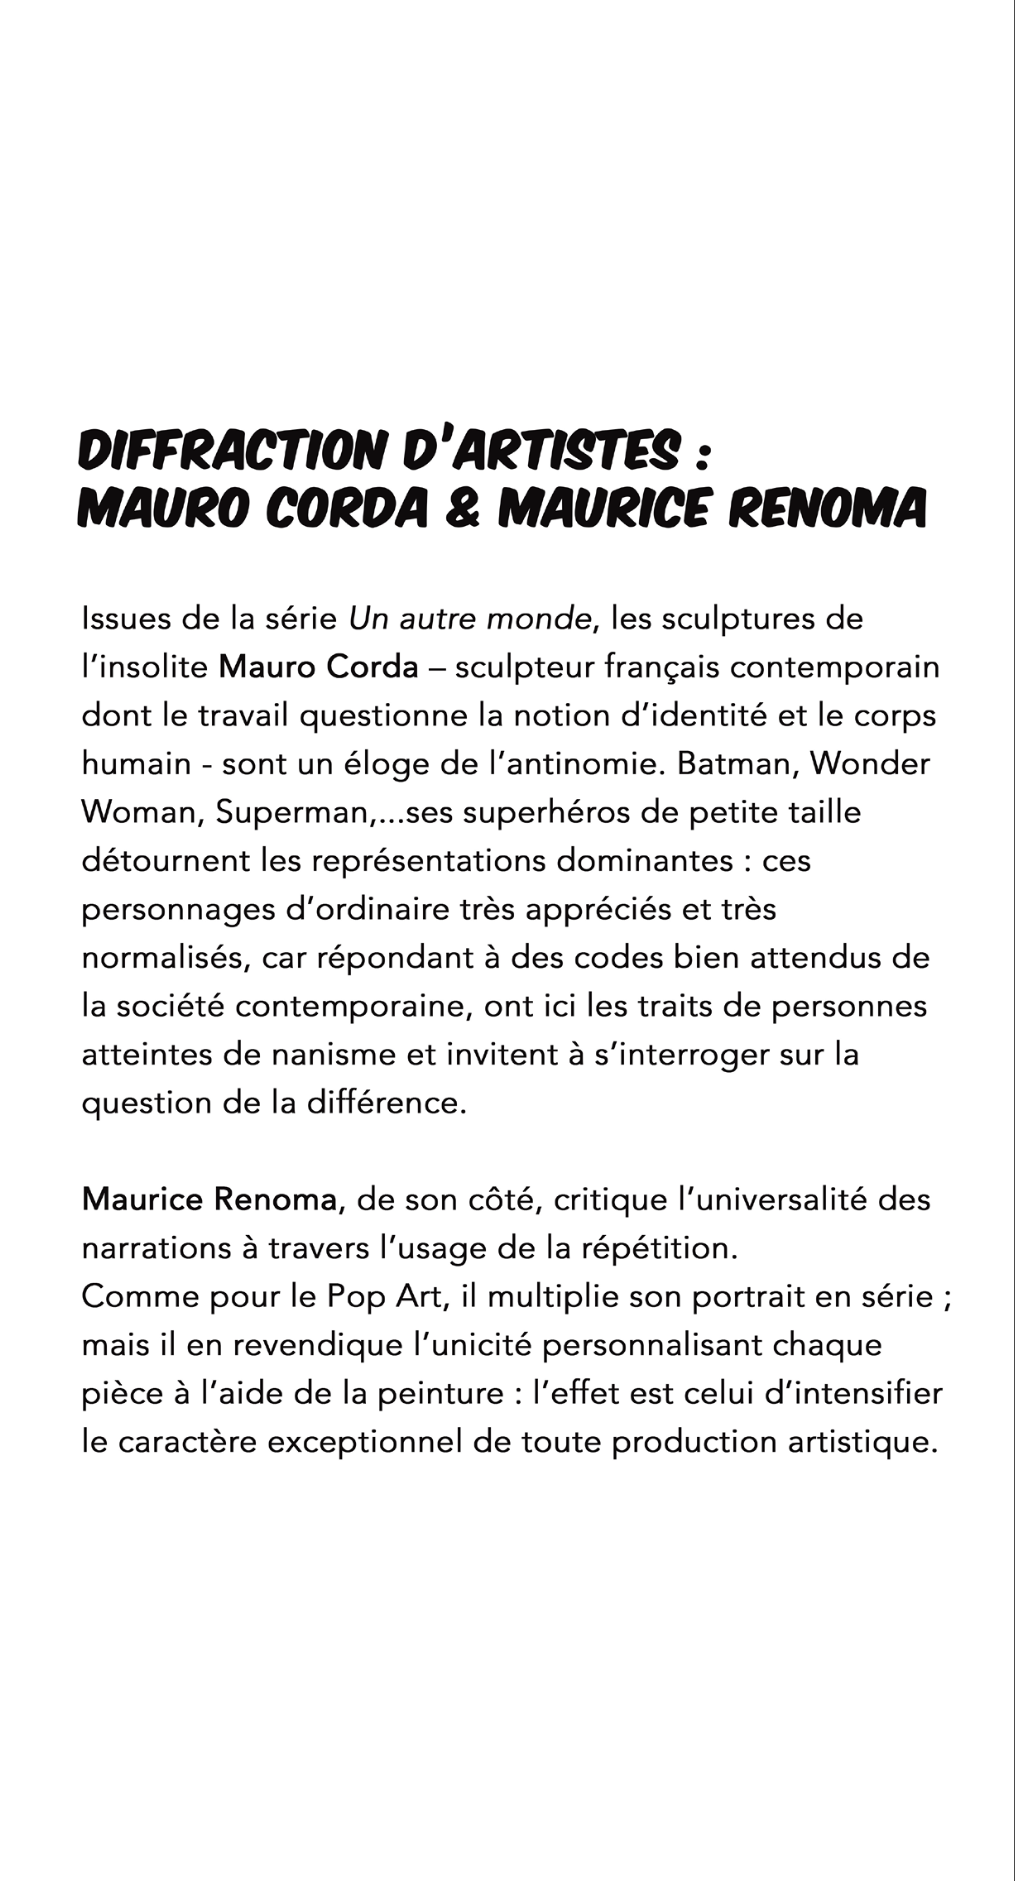 DIFFRACTION D'ARTISTES :
MAURO CORDA & MAURICE RENOMA
Issues de la série Un autre monde, les sculptures de
l’insolite Mauro Corda – sculpteur français contemporain
dont le travail questionne la notion d’identité et le corps
humain - sont un éloge de l’antinomie. Batman, Wonder
Woman, Superman,...ses superhéros de petite taille
détournent les représentations dominantes : ces
personnages d’ordinaire très appréciés et très
normalisés, car répondant à des codes bien attendus de
la société contemporaine, ont ici les traits de personnes
atteintes de nanisme et invitent à s’interroger sur la
question de la différence.
Maurice Renoma, de son côté, critique l’universalité des
narrations à travers l’usage de la répétition.
Comme pour le Pop Art, il multiplie son portrait en série ;
mais il en revendique l’unicité personnalisant chaque
pièce à l’aide de la peinture : l’effet est celui d’intensifier
le caractère exceptionnel de toute production artistique.